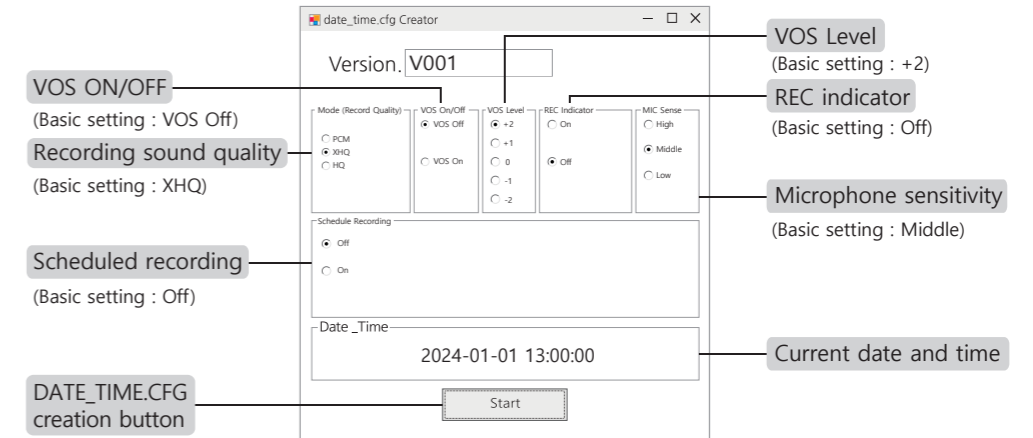 date_time.cfg Creator
Version. V001
VOS ON/OFF
(Basic setting : VOS Off)
Recording sound quality
(Basic setting : XHQ)
Scheduled recording
(Basic setting : Off)
DATE_TIME.CFG
creation button
Mode (Record Quality)
PCM
XHQ
HQ
VOS On/Off
VOS Off
VOS On
VOS Level
+2
+1
0
-1
-2
REC Indicator
On
Off
MIC Sense
High
Middle
Low
Schedule Recording
Off
On
Date _Time
2024-01-01 13:00:00
Start
VOS Level
(Basic setting : +2)
REC indicator
(Basic setting : Off)
Microphone sensitivity
(Basic setting : Middle)
Current date and time